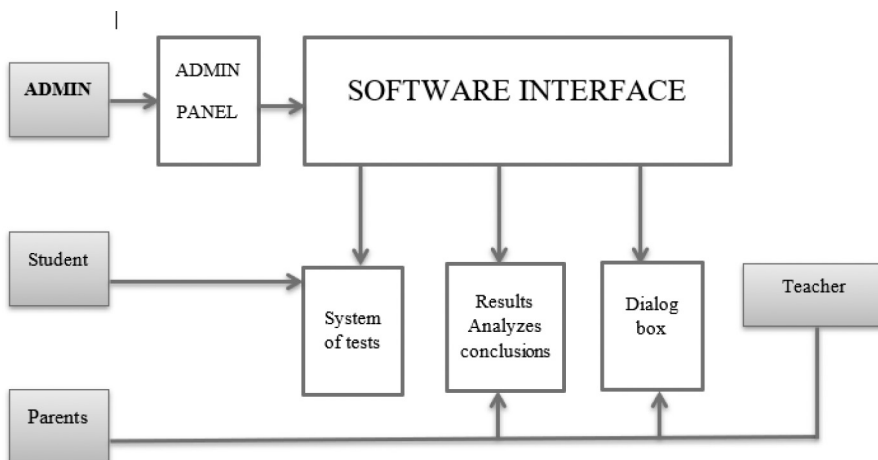 ADMIN
ADMIN
PANEL
SOFTWARE INTERFACE
Student
System
of tests
Results
Analyzes
conclusions
Dialog
box
Teacher
Parents